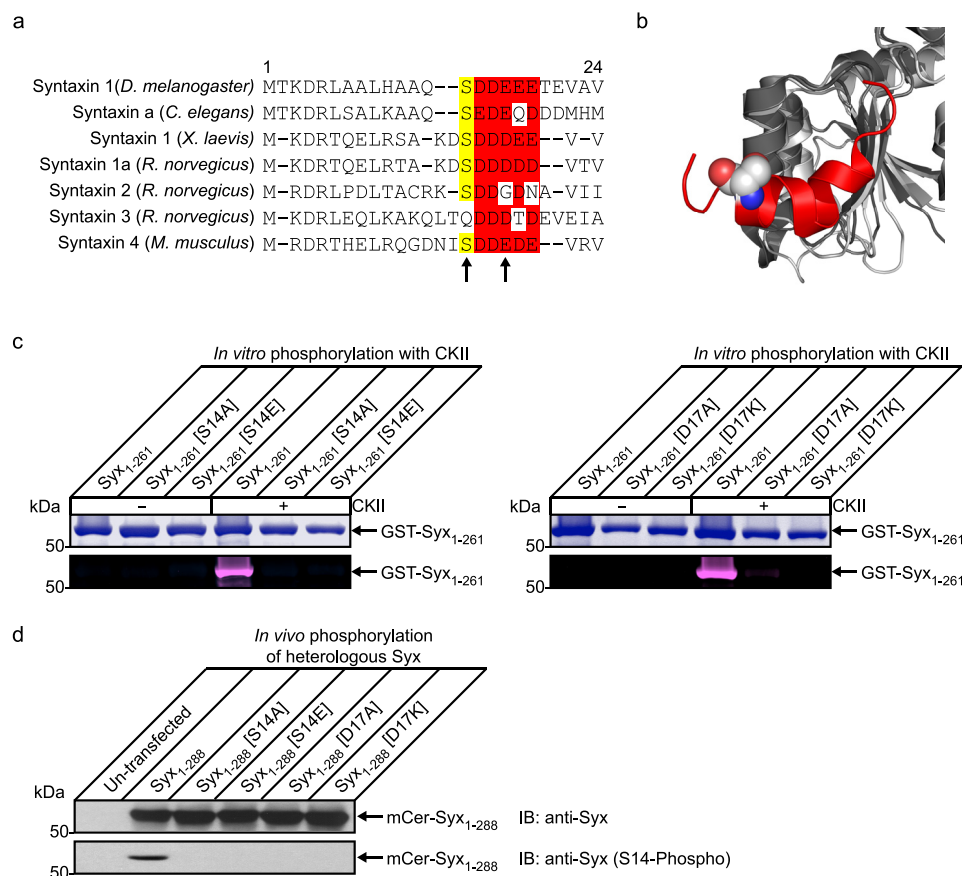 a
1 24
Syntaxin 1(D. melanogaster) MTKDRLAALHAAQ--SDDEEETEVAV
Syntaxin a (C. elegans) MTKDRLSALKAAQ--SEDEQDDDMHM
Syntaxin 1 (X. laevis) M-KDRTQELRSA-KDSDDDEE--V-V
Syntaxin 1a (R. norvegicus) M-KDRTQELRTA-KDSDDDDD--VTV
Syntaxin 2 (R. norvegicus) M-RDRLPDLTACRK-SDDGDNA-VII
Syntaxin 3 (R. norvegicus) M-KDRLEQLKAKQLTQDDDTDEVEIA
Syntaxin 4 (M. musculus) M-RDRTHELRQGDNISDDEDE--VRV
b
c
In vitro phosphorylation with CKII
Syx1-261
Syx1-261 [S14A]
Syx1-261 [S14E]
Syx1-261
Syx1-261 [S14A]
Syx1-261 [S14E]
kDa
– + CKII
GST-Syx1-261
50
GST-Syx1-261
50
In vitro phosphorylation with CKII
Syx1-261
Syx1-261 [D17A]
Syx1-261 [D17K]
Syx1-261
Syx1-261 [D17A]
Syx1-261 [D17K]
kDa
– + CKII
GST-Syx1-261
50
GST-Syx1-261
50
d
In vivo phosphorylation
of heterologous Syx
Un-transfected
Syx1-288
Syx1-288 [S14A]
Syx1-288 [S14E]
Syx1-288 [D17A]
Syx1-288 [D17K]
kDa
mCer-Syx1-288 IB: anti-Syx
50
mCer-Syx1-288 IB: anti-Syx (S14-Phospho)
50